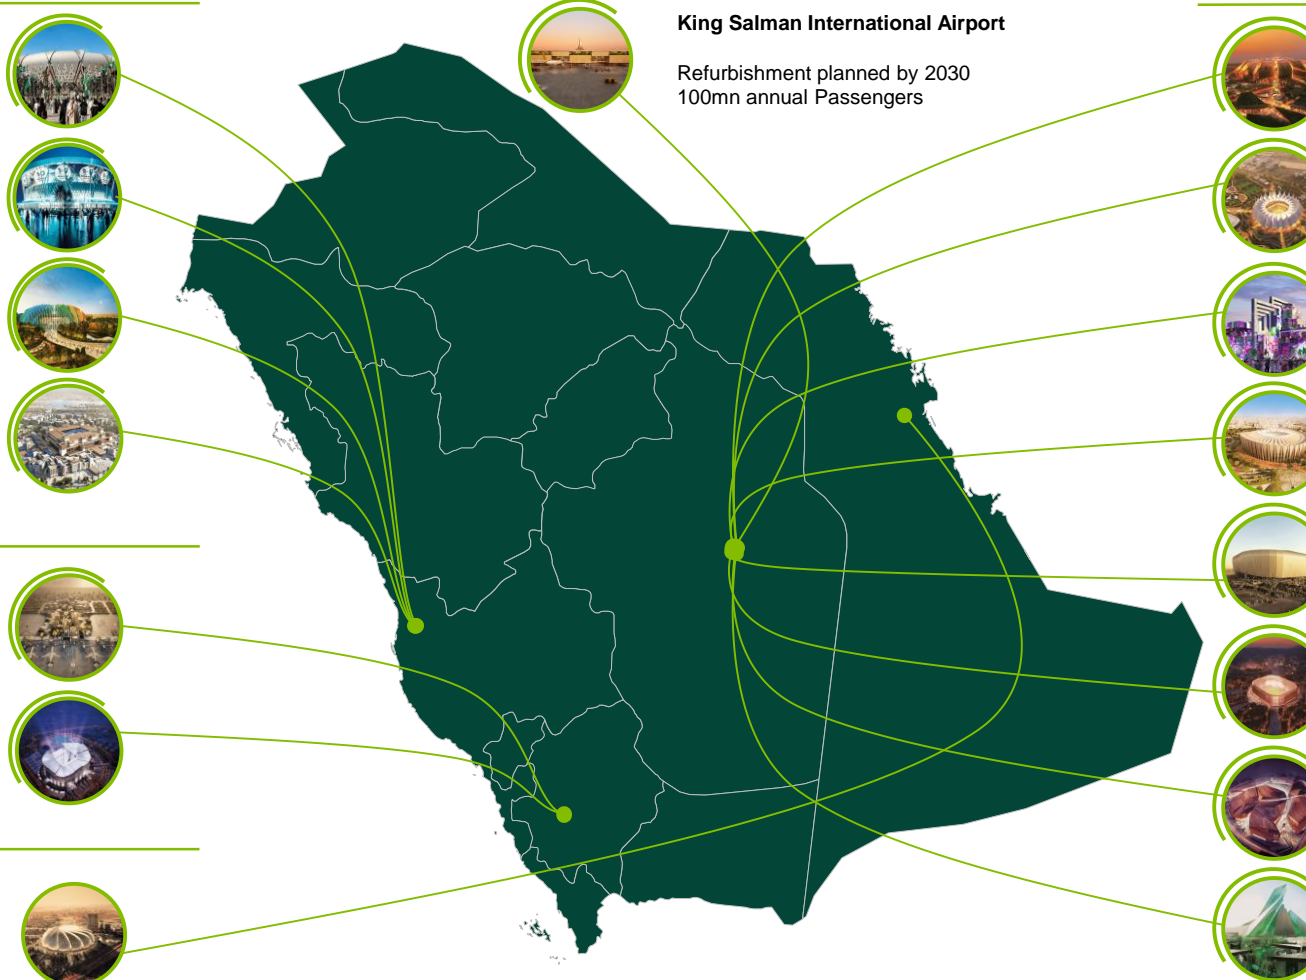 King Salman International Airport
Refurbishment planned by 2030
100mn annual Passengers